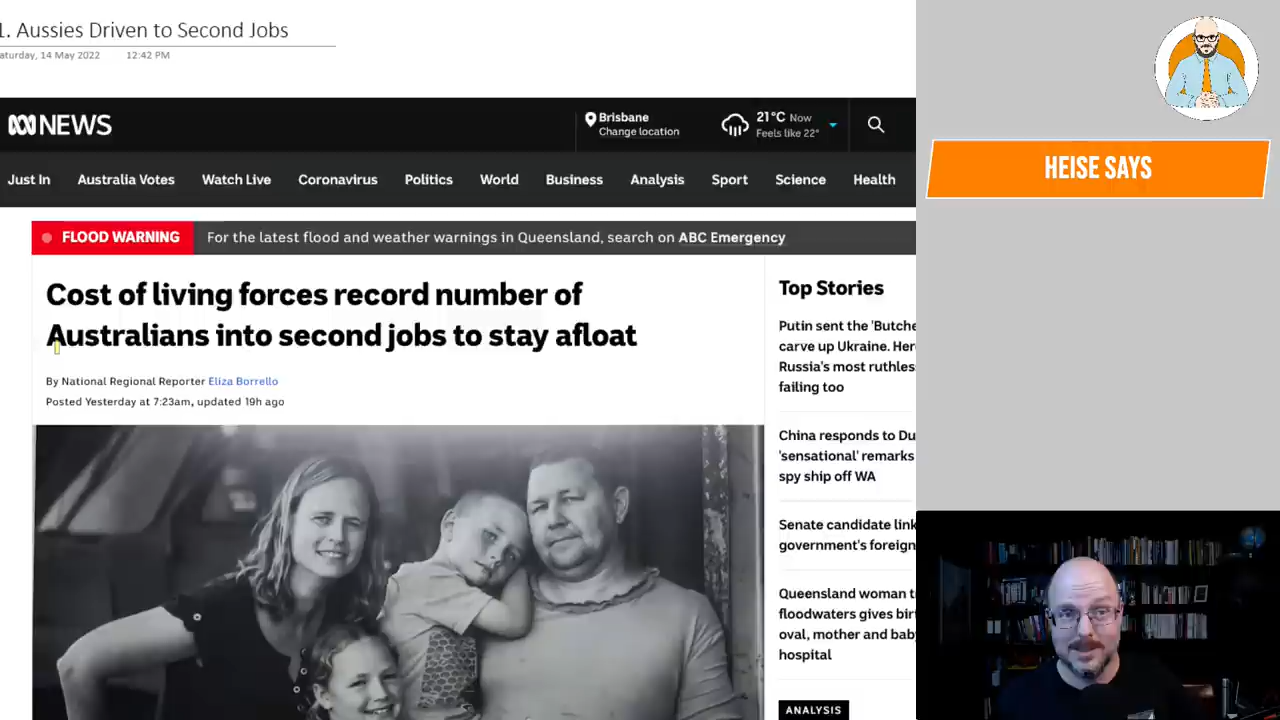 1. Aussies Driven to Second Jobs
aturday, 14 May 2022 12:42 PM
NEWS
Brisbane
Change location
21°C Now
Feels like 22°
Just In Australia Votes Watch Live Coronavirus Politics World Business Analysis Sport Science Health
FLOOD WARNING For the latest flood and weather warnings in Queensland, search on ABC Emergency
Cost of living forces record number of
Australians into second jobs to stay afloat
By National Regional Reporter Eliza Borrello
Posted Yesterday at 7:23am, updated 19h ago
Top Stories
Putin sent the 'Butche
carve up Ukraine. Her
Russia's most ruthles
failing too
China responds to Du
'sensational' remarks
spy ship off WA
Senate candidate link
government's foreign
Queensland woman t
floodwaters gives bir
oval, mother and bab
hospital
ANALYSIS
HEISE SAYS